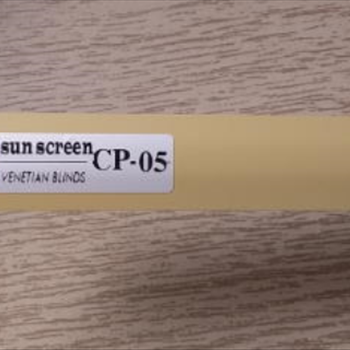 sun screen
CP-05
VENETIAN BLINDS